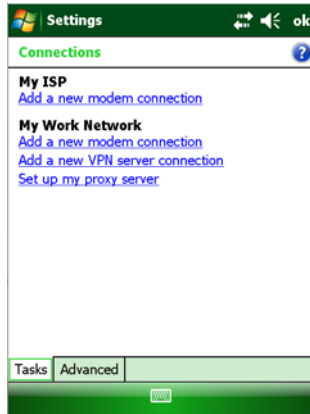 Settings
ok
Connections
?
My ISP
Add a new modem connection
My Work Network
Add a new modem connection
Add a new VPN server connection
Set up my proxy server
Tasks
Advanced